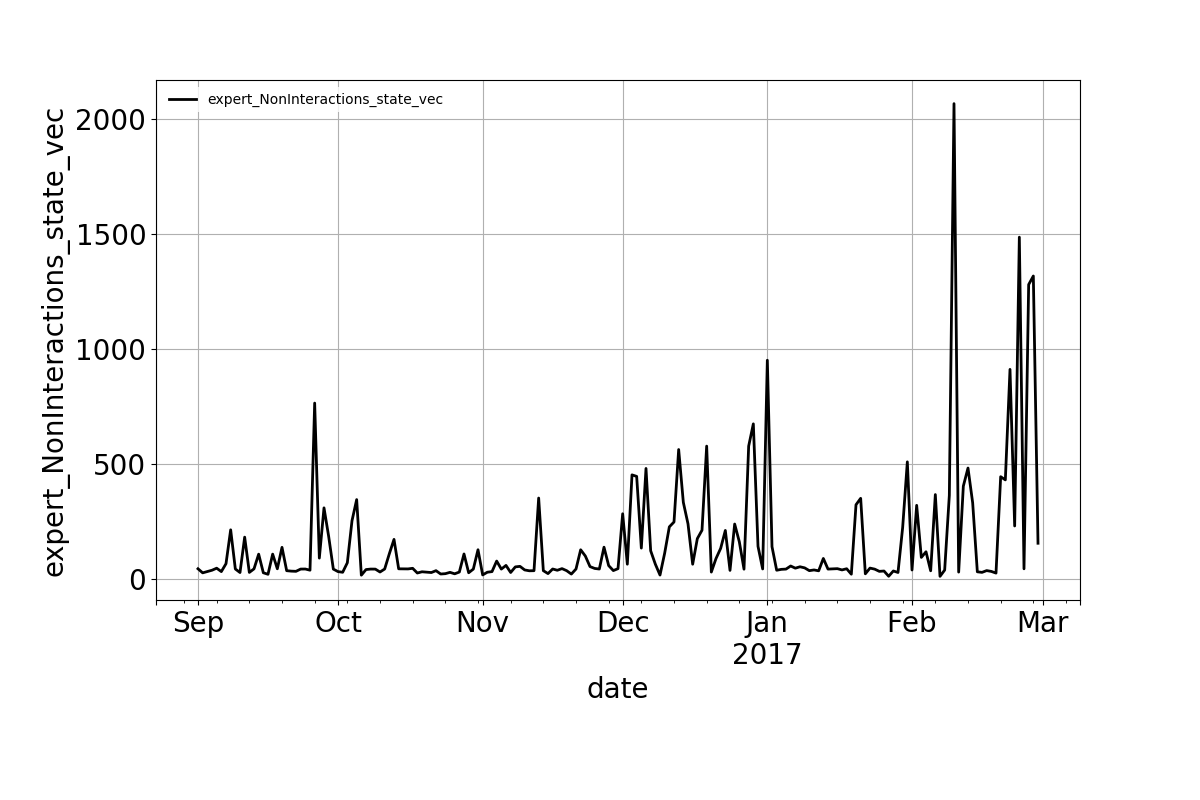 expert_NonInteractions_state_vec
expert_NonInteractions_state_vec
2000
1500
1000
500
0
Sep Oct Nov Dec Jan Feb Mar
2017
date